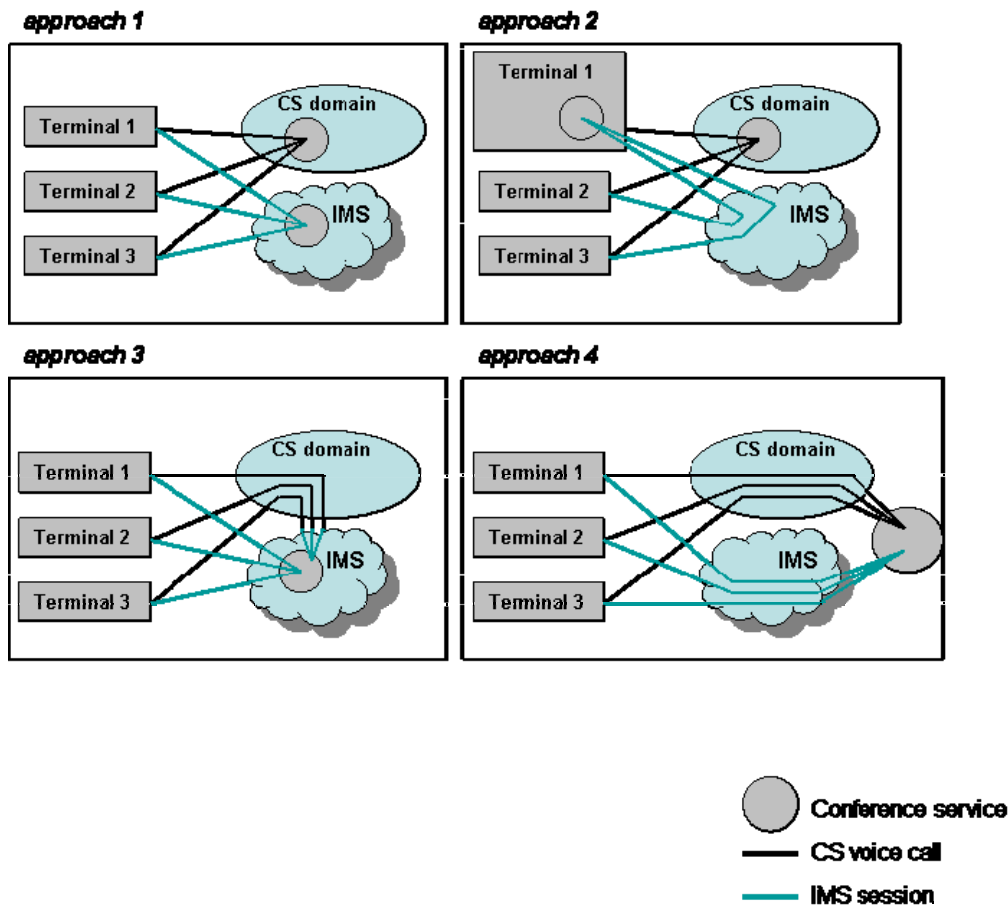 approach 1
CS domain
Terminal 1
Terminal 2
IMS
Terminal 3
approach 2
Terminal 1
CS domain
Terminal 2
IMS
Terminal 3
approach 3
CS domain
Terminal 1
Terminal 2
IMS
Terminal 3
approach 4
CS domain
Terminal 1
Terminal 2
IMS
Terminal 3
Conference service
CS voice call
IMS session